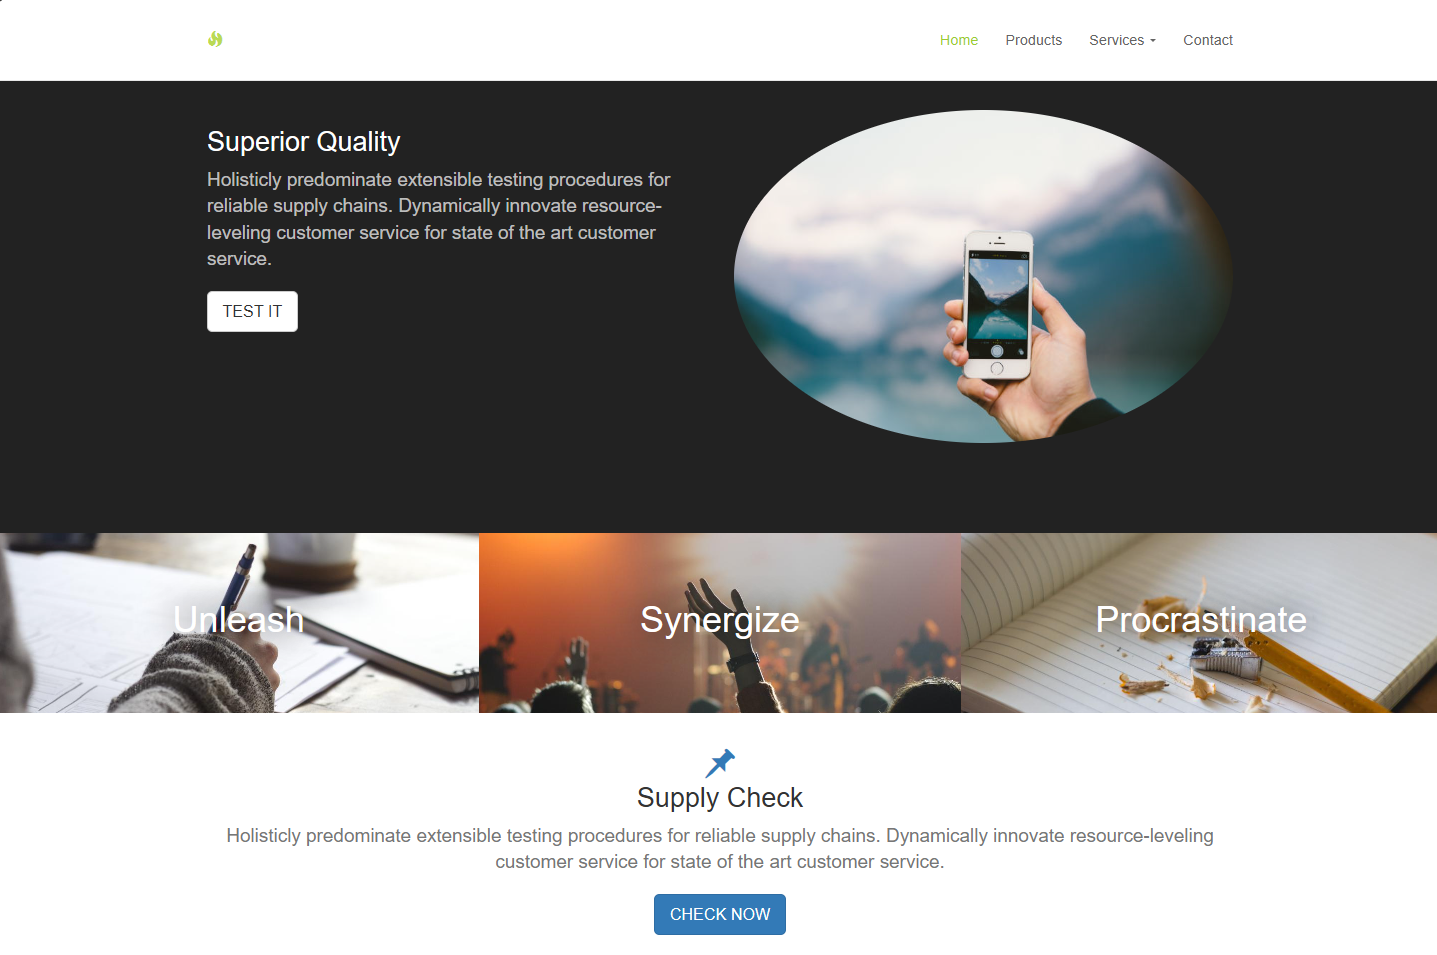 Home Products Services Contact
Superior Quality
Holisticly predominate extensible testing procedures for
reliable supply chains. Dynamically innovate resource-
leveling customer service for state of the art customer
service.
TEST IT
Unleash
Synergize
Procrastinate
Supply Check
Holisticly predominate extensible testing procedures for reliable supply chains. Dynamically innovate resource-leveling
customer service for state of the art customer service.
CHECK NOW